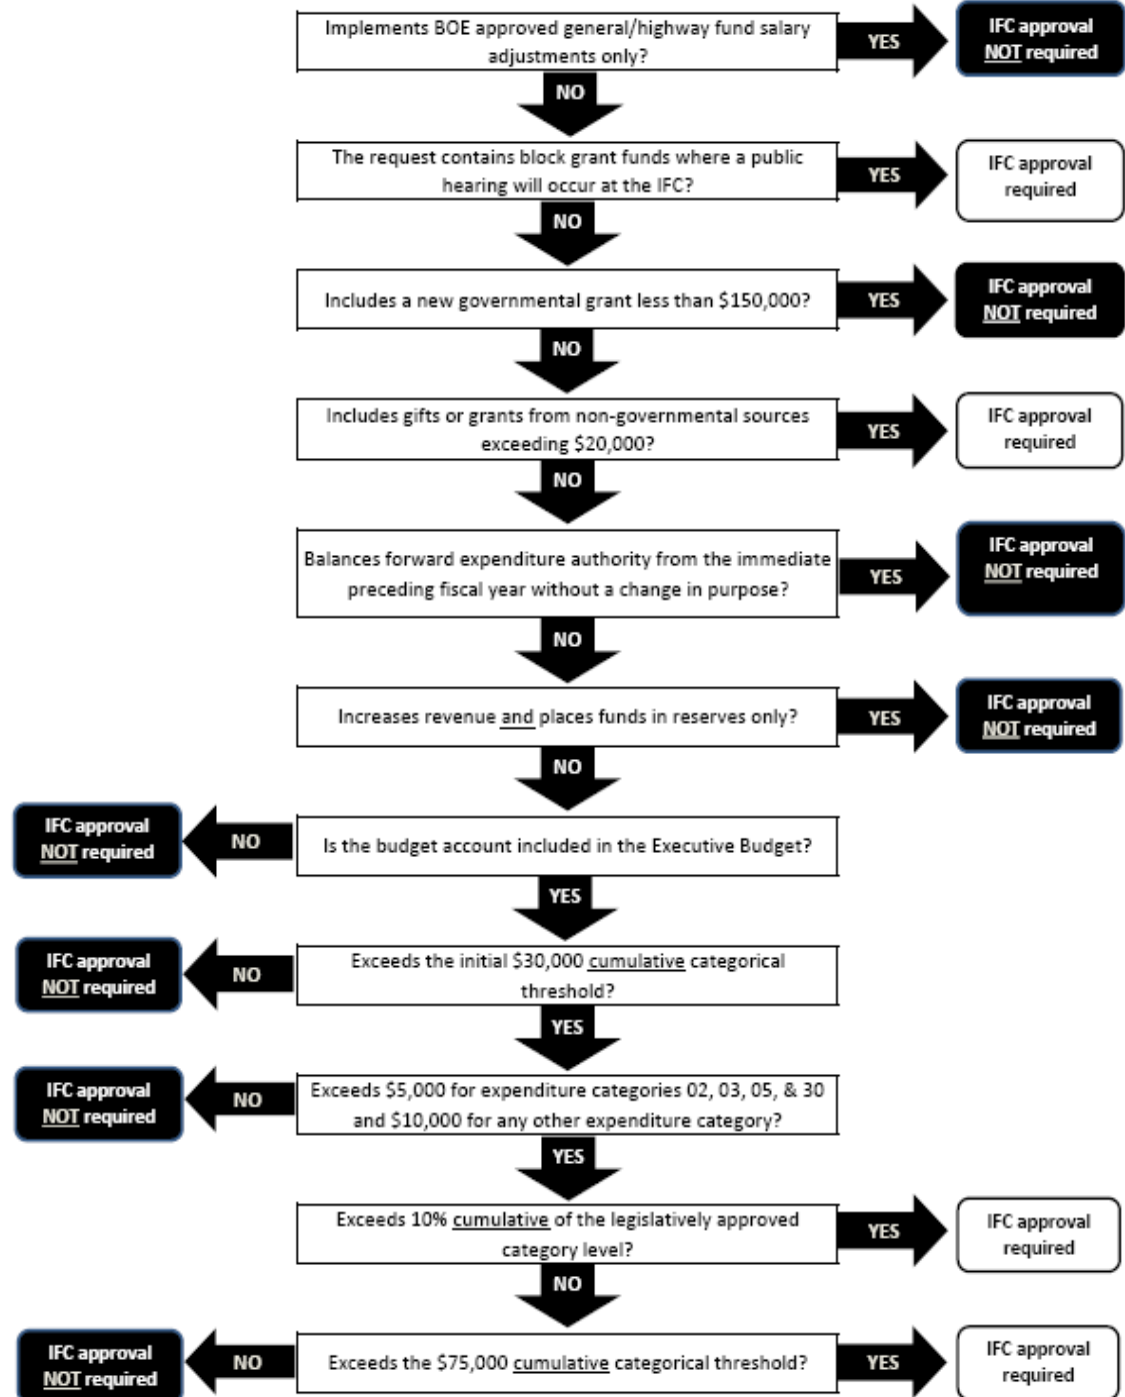 Implements BOE approved general/highway fund salary
adjustments only?
YES
IFC approval
NOT required
NO
The request contains block grant funds where a public
hearing will occur at the IFC?
YES
IFC approval
required
NO
Includes a new governmental grant less than $150,000?
YES
IFC approval
NOT required
NO
Includes gifts or grants from non-governmental sources
exceeding $20,000?
YES
IFC approval
required
NO
Balances forward expenditure authority from the immediate
preceding fiscal year without a change in purpose?
YES
IFC approval
NOT required
NO
Increases revenue and places funds in reserves only?
YES
IFC approval
NOT required
NO
IFC approval
NOT required
NO
Is the budget account included in the Executive Budget?
YES
IFC approval
NOT required
NO
Exceeds the initial $30,000 cumulative categorical
threshold?
YES
IFC approval
NOT required
NO
Exceeds $5,000 for expenditure categories 02, 03, 05, & 30
and $10,000 for any other expenditure category?
YES
Exceeds 10% cumulative of the legislatively approved
category level?
YES
IFC approval
required
NO
IFC approval
NOT required
NO
Exceeds the $75,000 cumulative categorical threshold?
YES
IFC approval
required